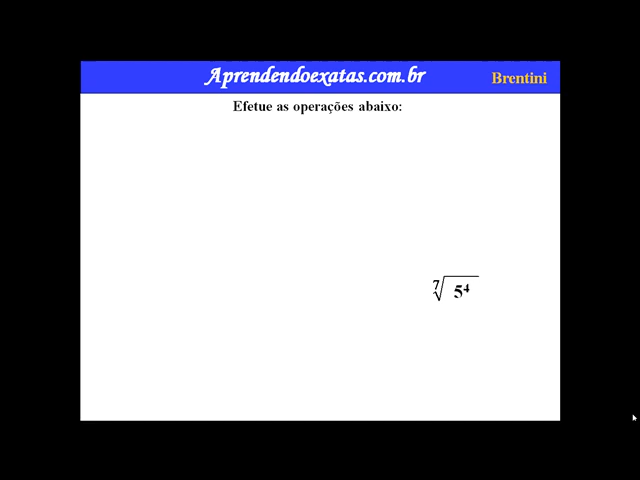 Aprendendoexatas.com.br
Brentini
Efetue as operações abaixo:
⁷√5⁴